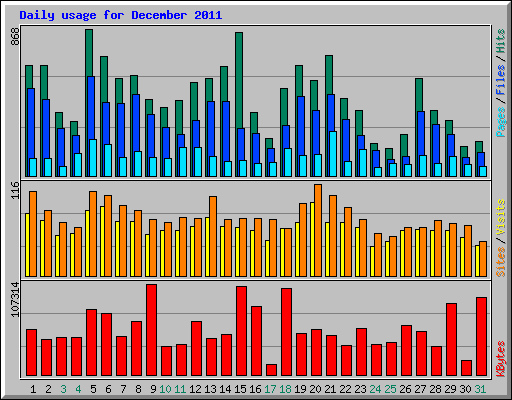 Daily usage for December 2011
868
Pages / Files / Hits
116
Sites / Visits
107314
KBytes
1 2 3 4 5 6 7 8 9 10 11 12 13 14 15 16 17 18 19 20 21 22 23 24 25 26 27 28 29 30 31